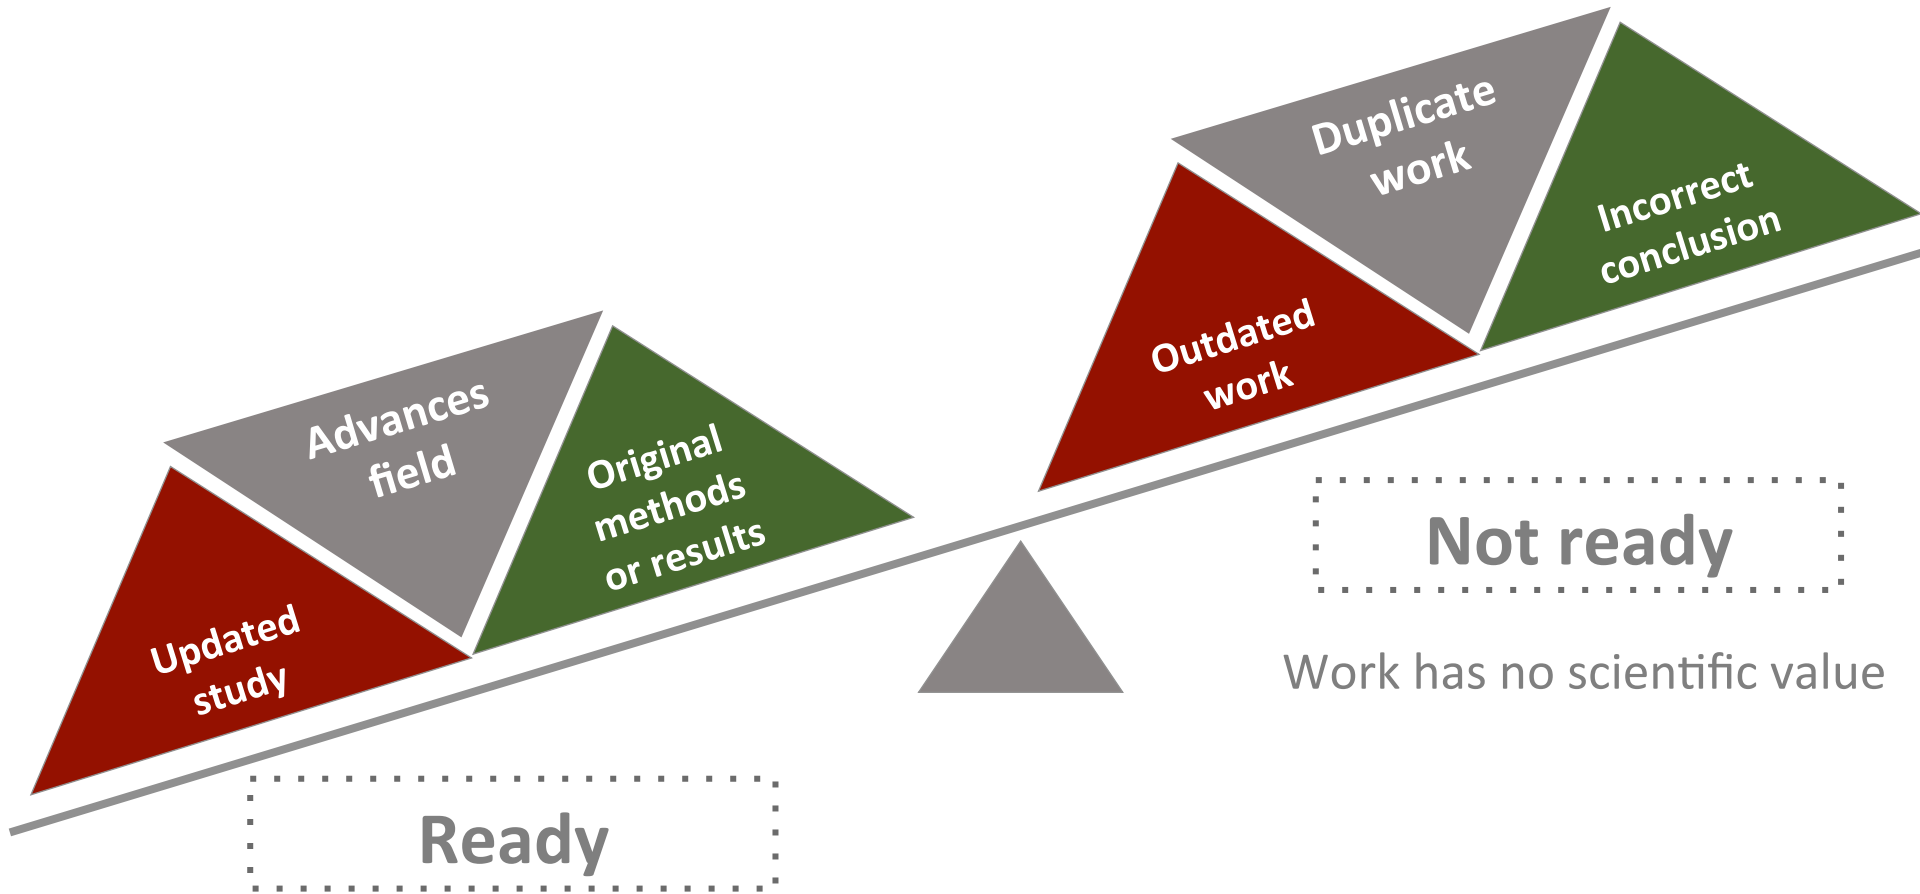 Advances
field
Original
methods
or results
Updated
study
Ready
Duplicate
work
Incorrect
conclusion
Outdated
work
Not ready
Work has no scientific value